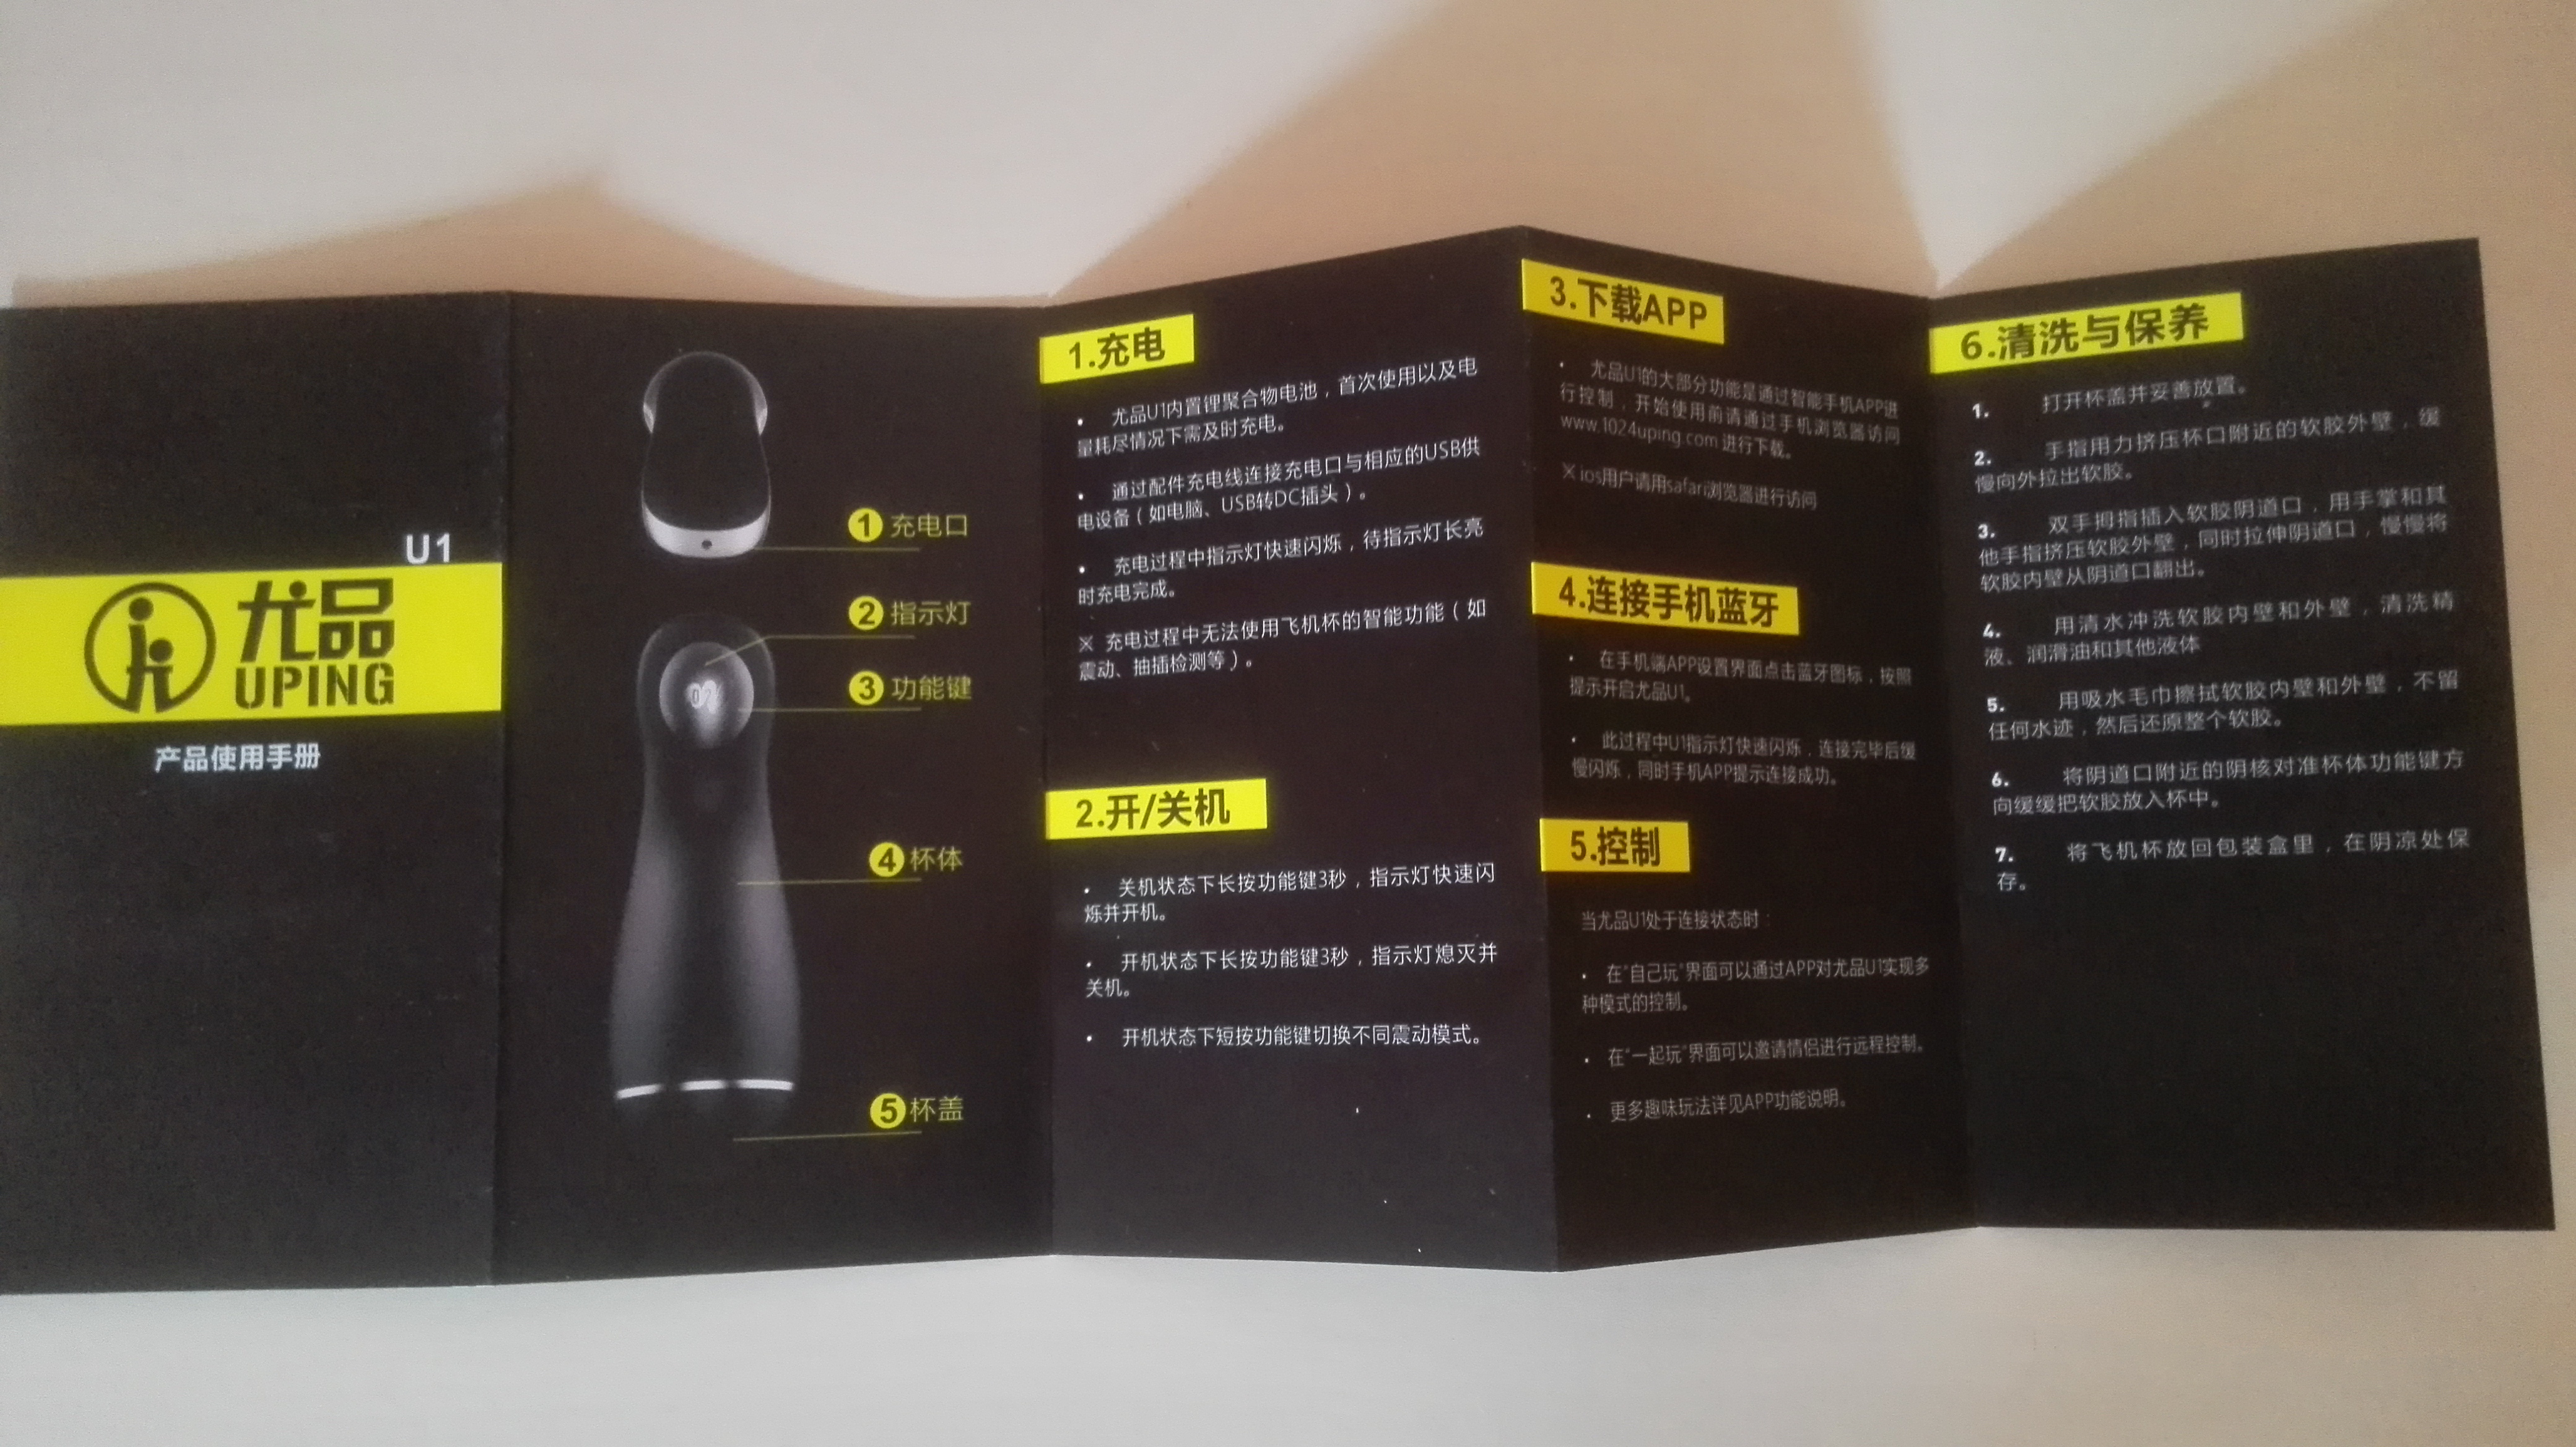 U1
尤品
UPING
产品使用手册
1 充电口
2 指示灯
3 功能键
4 杯体
5 杯盖
1.充电
• 尤品U1内置锂聚合物电池，首次使用以及电
量耗尽情况下需及时充电。
• 通过配件充电线连接充电口与相应的USB供
电设备（如电脑、USB转DC插头）。
• 充电过程中指示灯快速闪烁，待指示灯长亮
时充电完成。
※ 充电过程中无法使用飞机杯的智能功能（如
震动、抽插检测等）。
2.开/关机
• 关机状态下长按功能键3秒，指示灯快速闪
烁并开机。
• 开机状态下长按功能键3秒，指示灯熄灭并
关机。
• 开机状态下短按功能键切换不同震动模式。
3.下载APP
• 尤品U1的大部分功能是通过智能手机APP进
行控制，开始使用前请通过手机浏览器访问
www.1024uping.com 进行下载。
※ ios用户请用safari浏览器进行访问
4.连接手机蓝牙
• 在手机端APP设置界面点击蓝牙图标，按照
提示开启尤品U1。
• 此过程中U1指示灯快速闪烁，连接完毕后缓
慢闪烁，同时手机APP提示连接成功。
5.控制
当尤品U1处于连接状态时：
• 在“自己玩”界面可以通过APP对尤品U1实现多
种模式的控制。
• 在“一起玩”界面可以邀请情侣进行远程控制。
• 更多趣味玩法详见APP功能说明。
6.清洗与保养
1. 打开杯盖并妥善放置。
2. 手指用力挤压杯口附近的软胶外壁，缓
慢向外拉出软胶。
3. 双手拇指插入软胶阴道口，用手掌和其
他手指挤压软胶外壁，同时拉伸阴道口，慢慢将
软胶内壁从阴道口翻出。
4. 用清水冲洗软胶内壁和外壁，清洗精
液、润滑油和其他液体
5. 用吸水毛巾擦拭软胶内壁和外壁，不留
任何水迹，然后还原整个软胶。
6. 将阴道口附近的阴核对准杯体功能键方
向缓缓把软胶放入杯中。
7. 将飞机杯放回包装盒里，在阴凉处保
存。